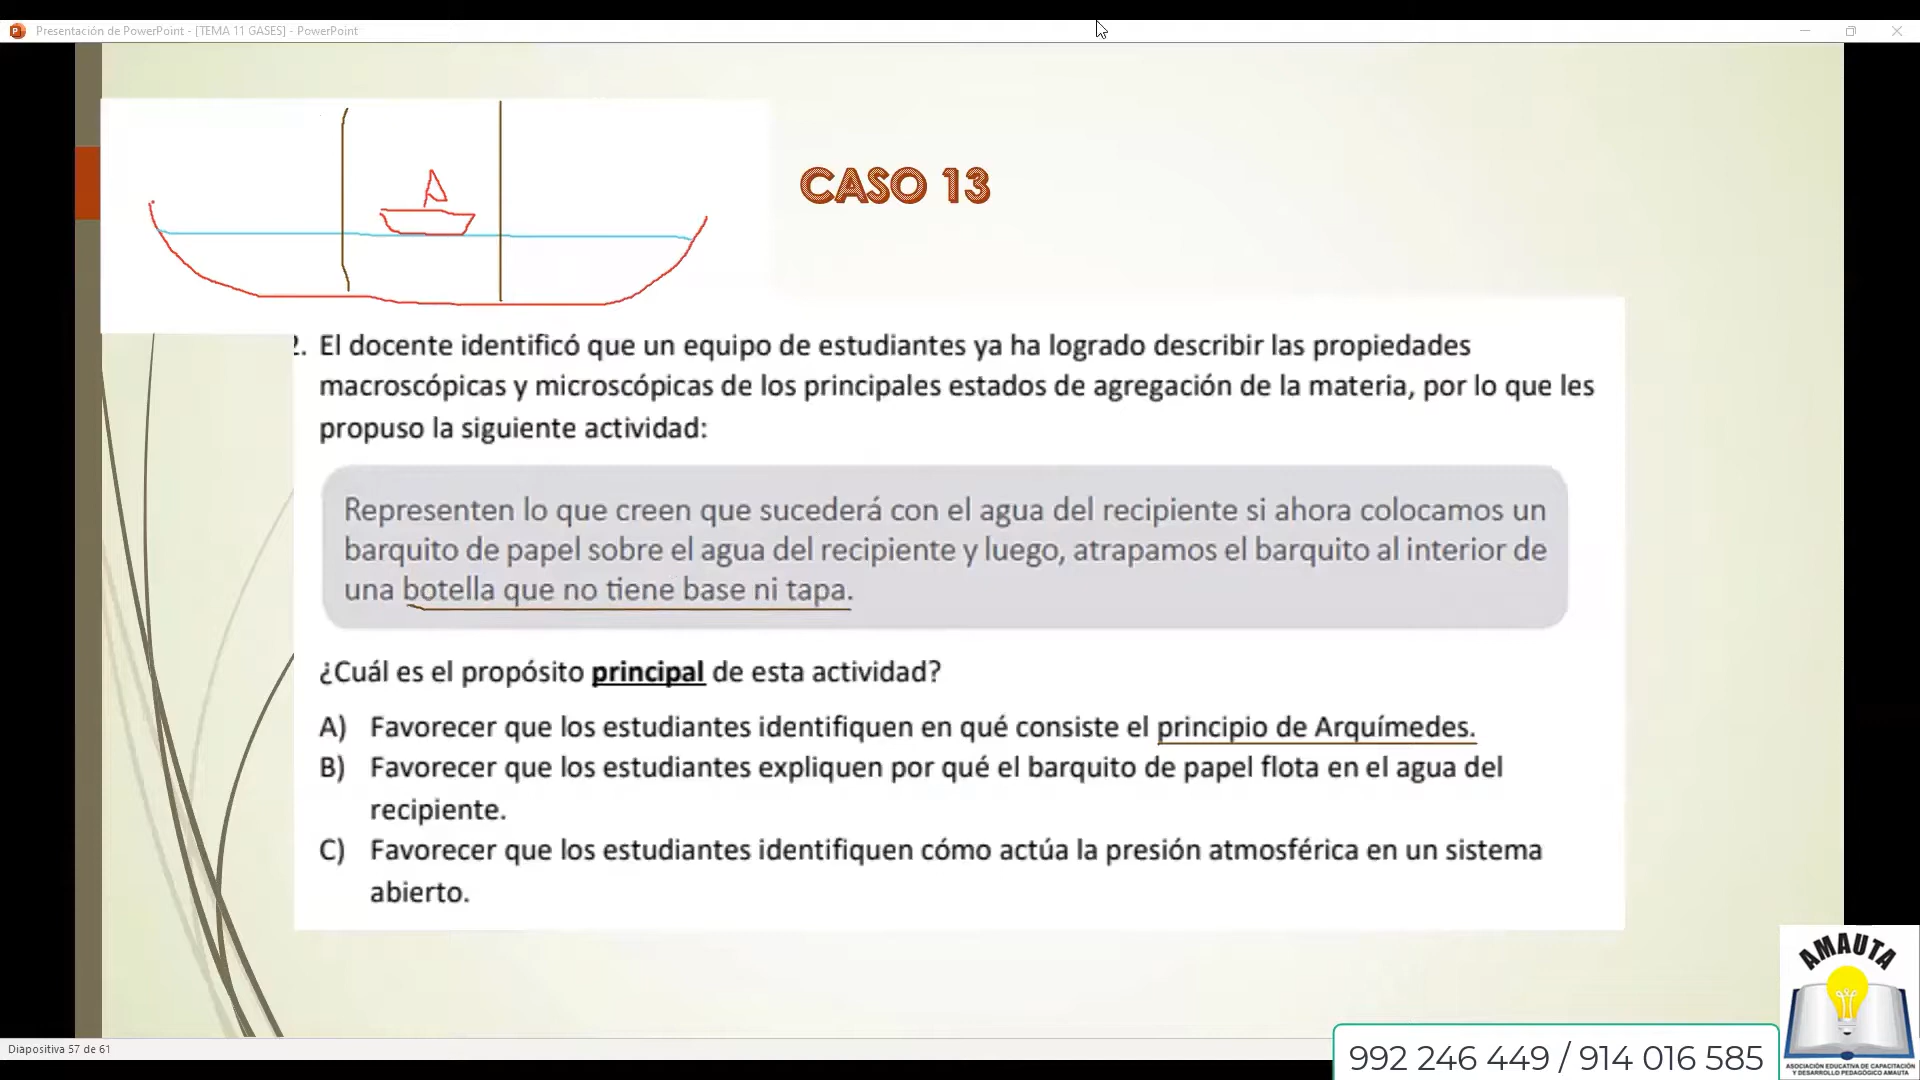 Presentación de PowerPoint - [TEMA 11 GASES] - PowerPoint
CASO 13
2. El docente identificó que un equipo de estudiantes ya ha logrado describir las propiedades
macroscópicas y microscópicas de los principales estados de agregación de la materia, por lo que les
propuso la siguiente actividad:
Representen lo que creen que sucederá con el agua del recipiente si ahora colocamos un
barquito de papel sobre el agua del recipiente y luego, atrapamos el barquito al interior de
una botella que no tiene base ni tapa.
¿Cuál es el propósito principal de esta actividad?
A) Favorecer que los estudiantes identifiquen en qué consiste el principio de Arquímedes.
B) Favorecer que los estudiantes expliquen por qué el barquito de papel flota en el agua del
recipiente.
C) Favorecer que los estudiantes identifiquen cómo actúa la presión atmosférica en un sistema
abierto.
AMAUTA
ASOCIACIÓN EDUCATIVA DE CAPACITACIÓN
Y DESARROLLO PEDAGÓGICO AMAUTA
Diapositiva 57 de 61
992 246 449 / 914 016 585